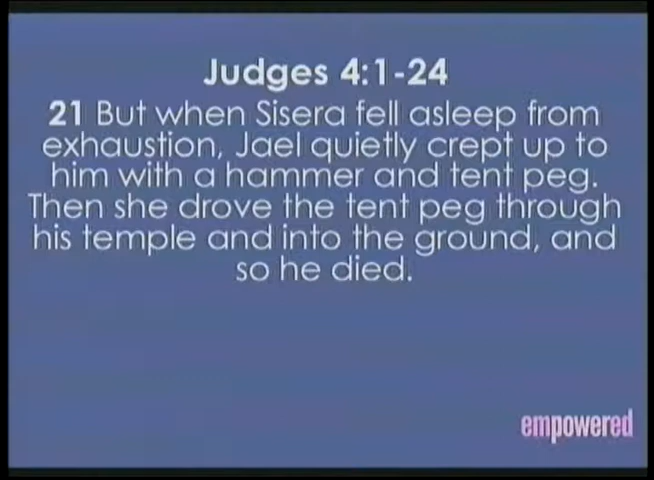 Judges 4:1-24
21 But when Sisera fell asleep from
exhaustion, Jael quietly crept up to
him with a hammer and tent peg.
Then she drove the tent peg through
his temple and into the ground, and
so he died.
empowered